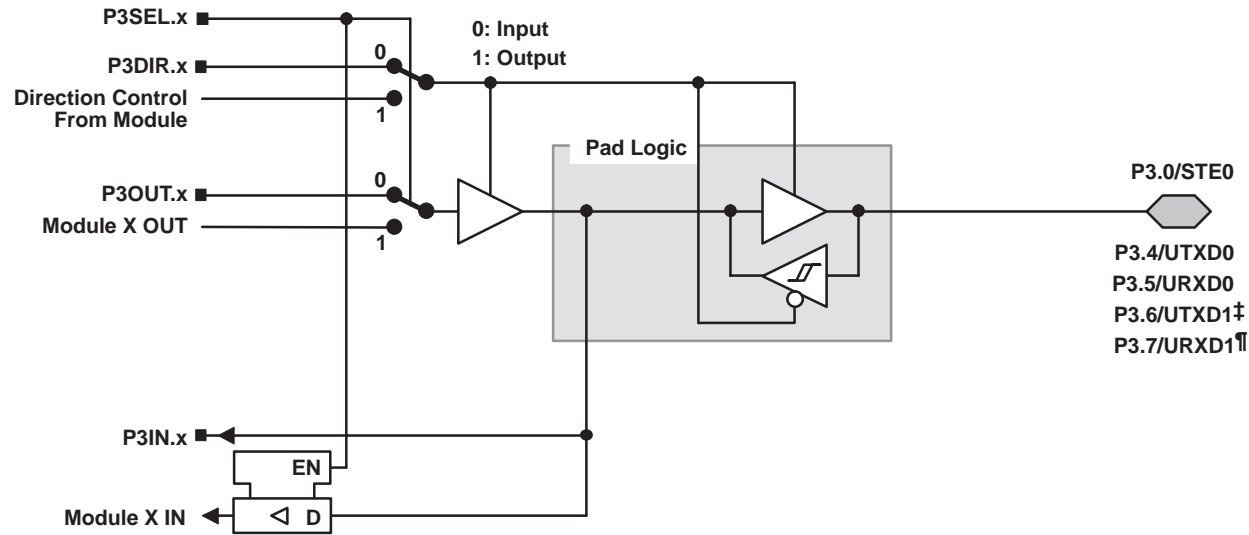 P3SEL.x
0: Input
1: Output
0
P3DIR.x
Direction Control
From Module
1
Pad Logic
P3.0/STE0
0
P3OUT.x
Module X OUT
1
P3.4/UTXD0
P3.5/URXD0
P3.6/UTXD1‡
P3.7/URXD1¶
P3IN.x
EN
Module X IN
D